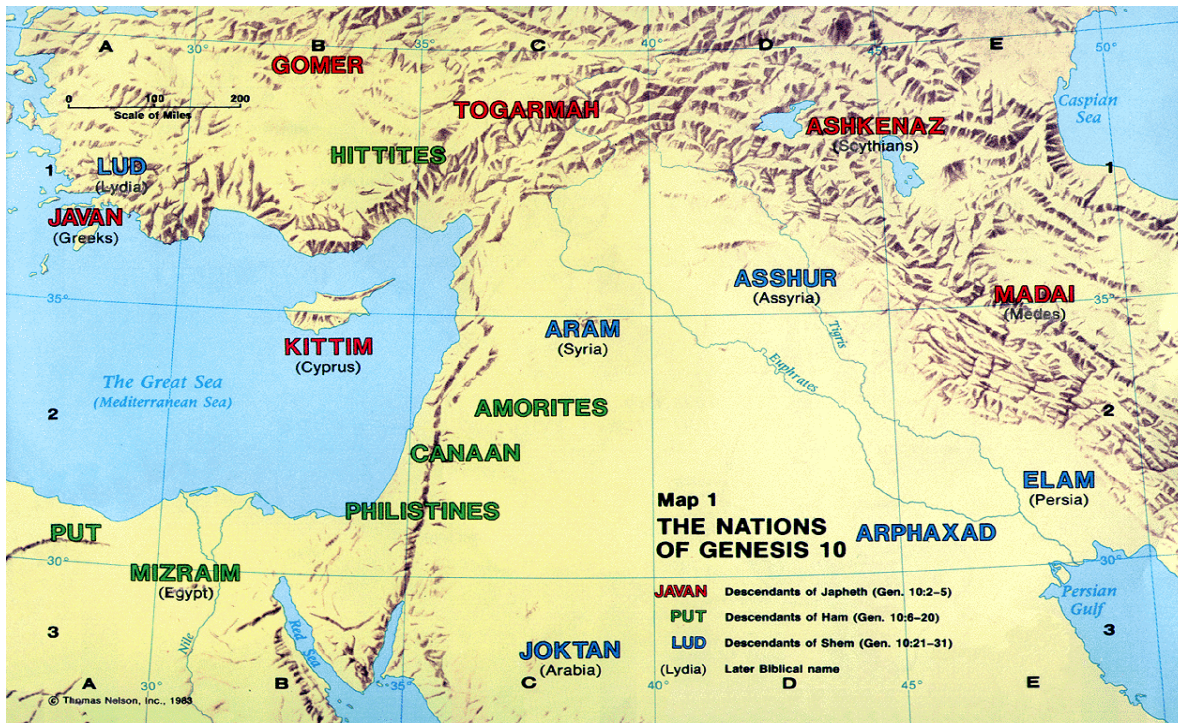 A
30°
B
35°
C
40°
D
45°
E
50°
GOMER
TOGARMAH
Caspian
Sea
0 100 200
Scale of Miles
ASHKENAZ
(Scythians)
HITTITES
1
LUD
(Lydia)
1
JAVAN
(Greeks)
ASSHUR
(Assyria)
MADAI
(Medes)
35°
35°
ARAM
(Syria)
Tigris
KITTIM
(Cyprus)
Euphrates
The Great Sea
(Mediterranean Sea)
2
AMORITES
2
CANAAN
ELAM
(Persia)
PHILISTINES
Map 1
THE NATIONS
OF GENESIS 10
ARPHAXAD
PUT
30°
30°
MIZRAIM
(Egypt)
JAVAN Descendants of Japheth (Gen. 10:2–5)
PUT Descendants of Ham (Gen. 10:6–20)
LUD Descendants of Shem (Gen. 10:21–31)
(Lydia) Later Biblical name
Persian
Gulf
3
Nile
Red Sea
3
JOKTAN
(Arabia)
A
30°
B
35°
C
40°
D
45°
E
© Thomas Nelson, Inc., 1983